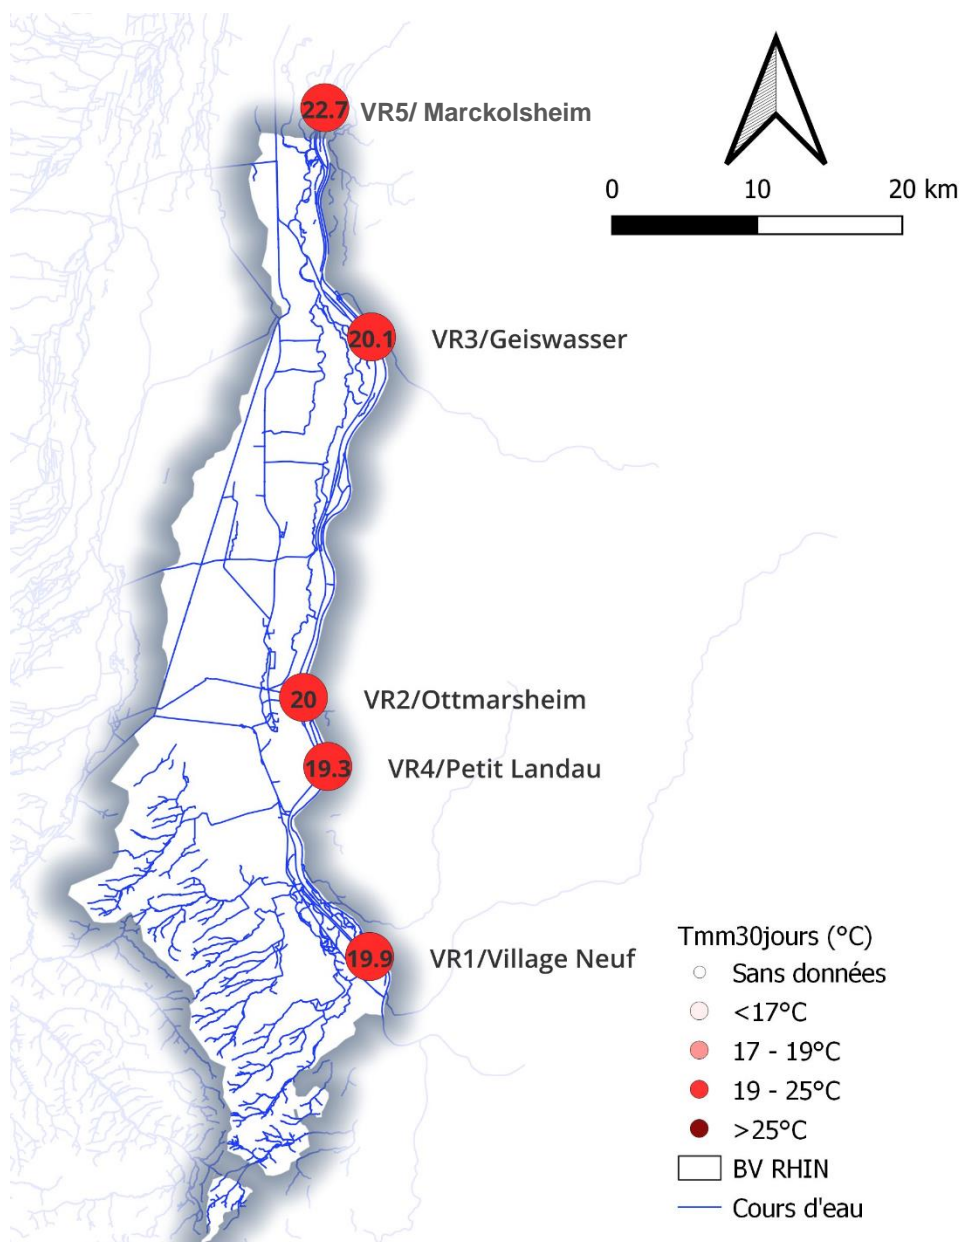 22.7 VR5/ Marckolsheim
0 10 20 km
20.1 VR3/Geiswasser
20 VR2/Ottmarsheim
19.3 VR4/Petit Landau
19.9 VR1/Village Neuf
Tmm30jours (°C)
Sans données
<17°C
17 - 19°C
19 - 25°C
>25°C
BV RHIN
Cours d'eau